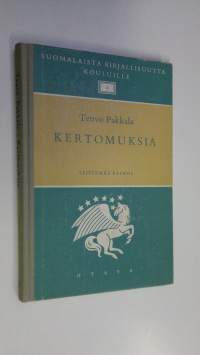 SUOMALAISTA KIRJALLISUUTTA
KOULUILLE
Teuvo Pakkala
KERTOMUKSIA
OTAVA